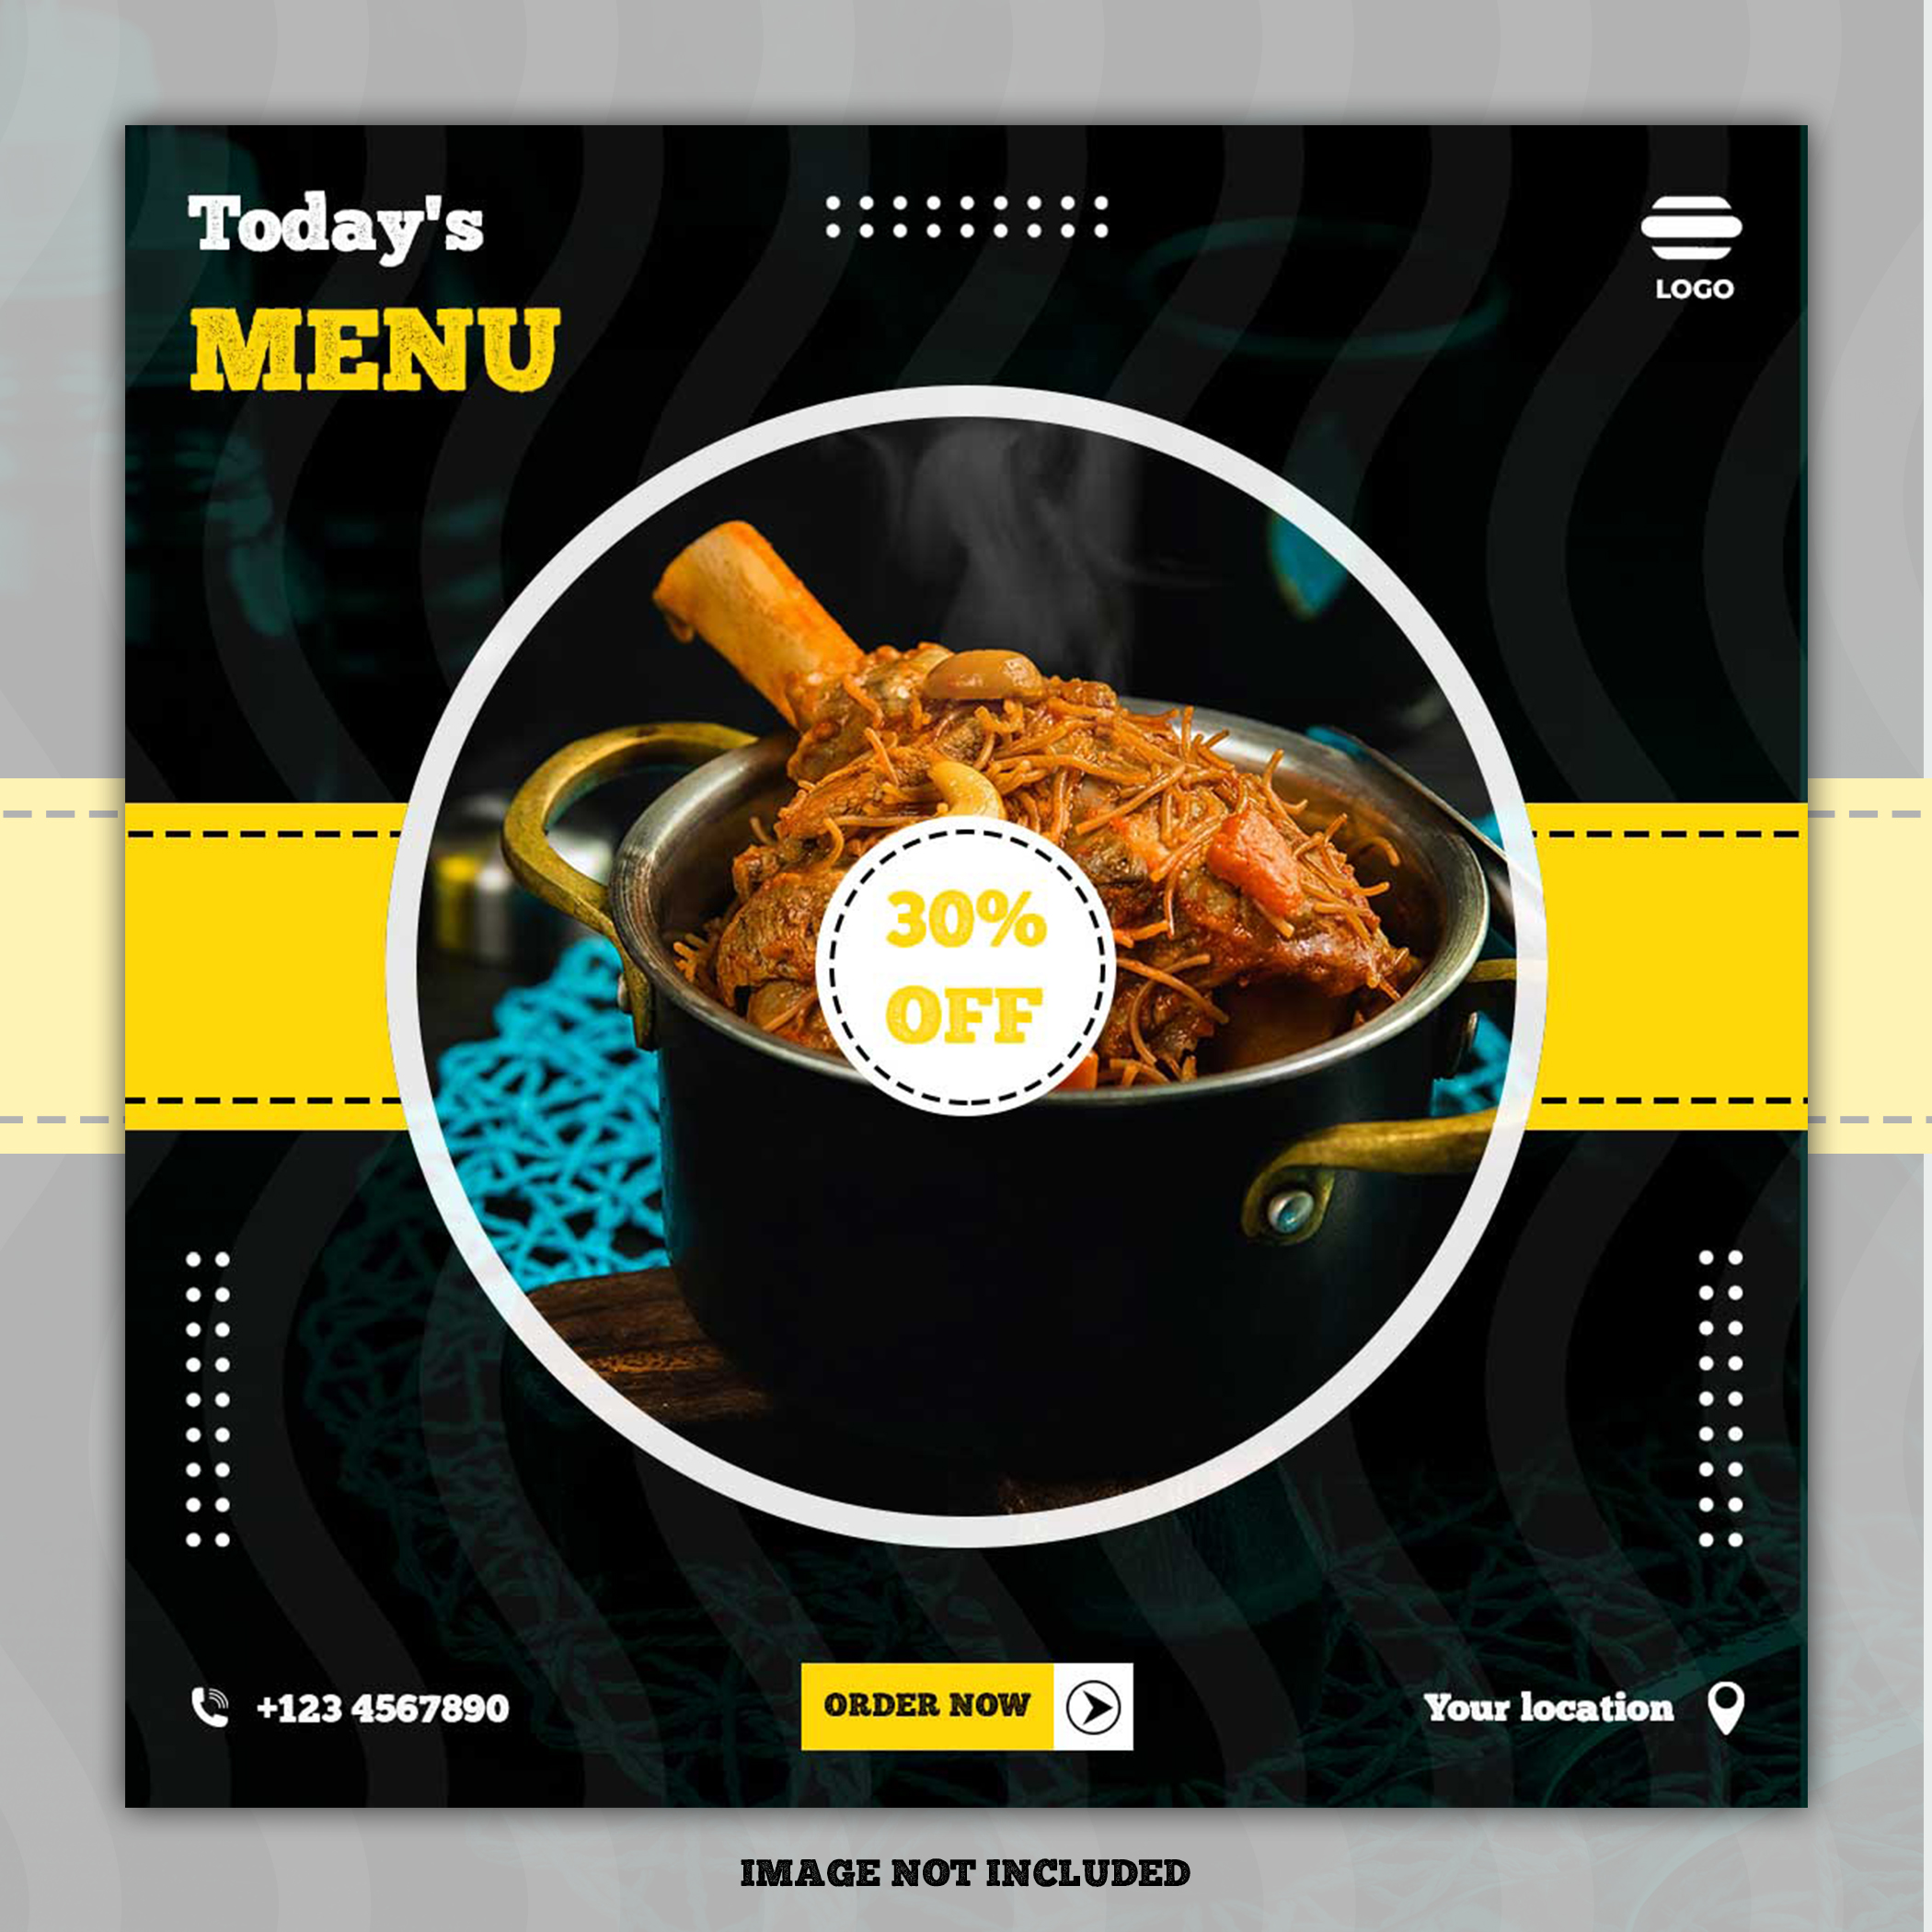 Today's
MENU
LOGO
30%
OFF
+123 4567890
ORDER NOW
Your location
IMAGE NOT INCLUDED